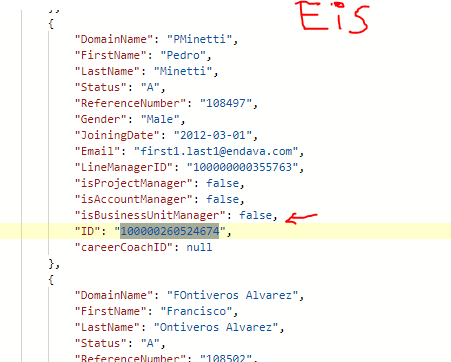 Eis
},
{
"DomainName": "PMinetti",
"FirstName": "Pedro",
"LastName": "Minetti",
"Status": "A",
"ReferenceNumber": "108497",
"Gender": "Male",
"JoiningDate": "2012-03-01",
"Email": "first1.last1@endava.com",
"LineManagerID": "100000000355763",
"isProjectManager": false,
"isAccountManager": false,
"isBusinessUnitManager": false,
"ID": "100000260524674",
"careerCoachID": null
},
{
"DomainName": "FOntiveros Alvarez",
"FirstName": "Francisco",
"LastName": "Ontiveros Alvarez",
"Status": "A",
"ReferenceNumber": "108502",